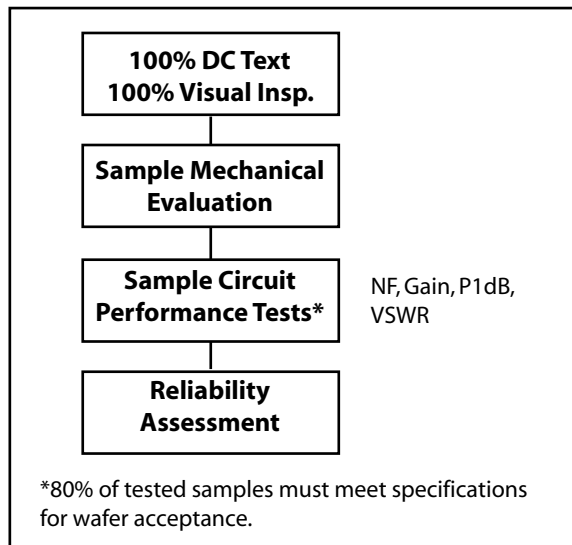 100% DC Text
100% Visual Insp.
Sample Mechanical
Evaluation
Sample Circuit
Performance Tests*
NF, Gain, P1dB,
VSWR
Reliability
Assessment
*80% of tested samples must meet specifications
for wafer acceptance.